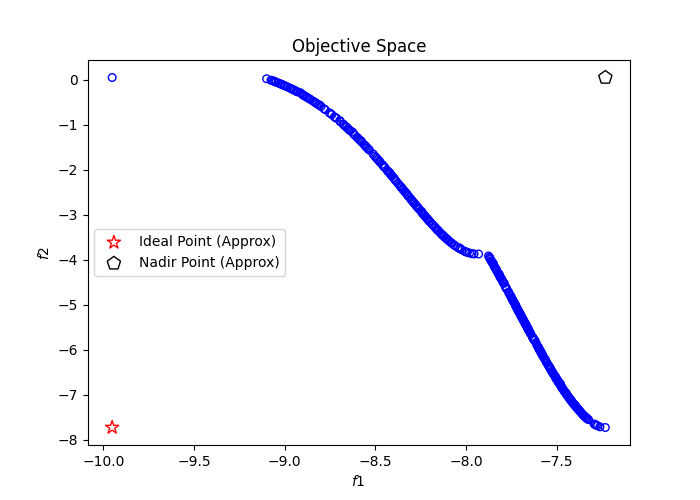 Objective Space
0
−1
−2
−3
−4
−5
−6
−7
−8
f2
Ideal Point (Approx)
Nadir Point (Approx)
−10.0 −9.5 −9.0 −8.5 −8.0 −7.5
f1